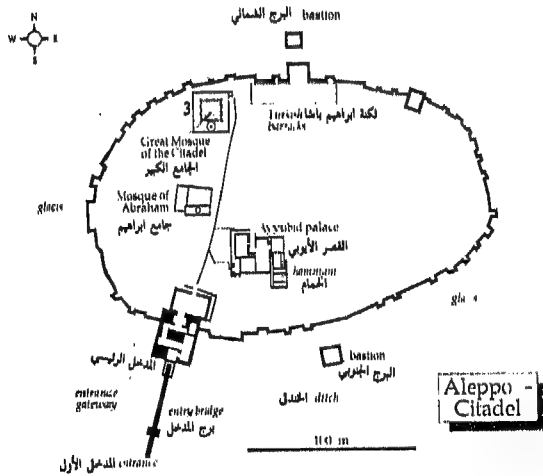 البرج الشمالي bastion
N
W E
S
3
Turkish ثكنة ابراهيم باشا
barracks
Great Mosque
of the Citadel
الجامع الكبير
Mosque of
Abraham
جامع ابراهيم
glacis
Ayyubid palace
القصر الأيوبي
hammam
الحمام
المدخل الرئيسي
entrance
gateway
entry bridge
برج المدخل
المدخل الأول entrance
bastion
البرج الجنوبي
الخندق ditch
100 m
Aleppo -
Citadel